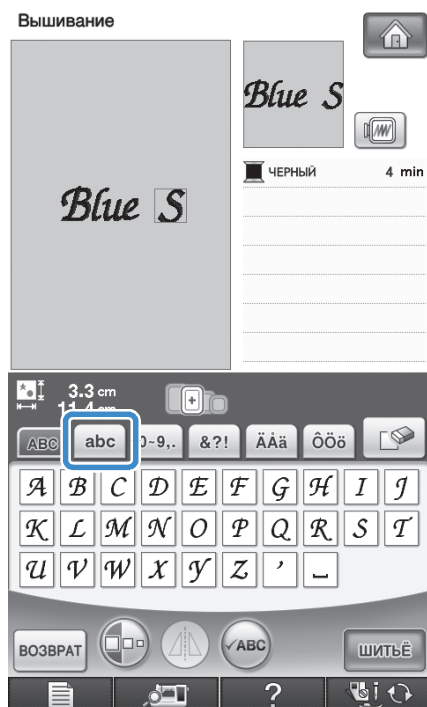 Вышивание
Blue S
Blue S
ЧЕРНЫЙ 4 min
3.3 cm
11.4 cm
ABC abc 0~9,. &?! ÄÅä ÔÖö
A B C D E F G H I J
K L M N O P Q R S T
U V W X Y Z ’ ␣
ВОЗВРАТ ✓ABC ШИТЬЁ
?